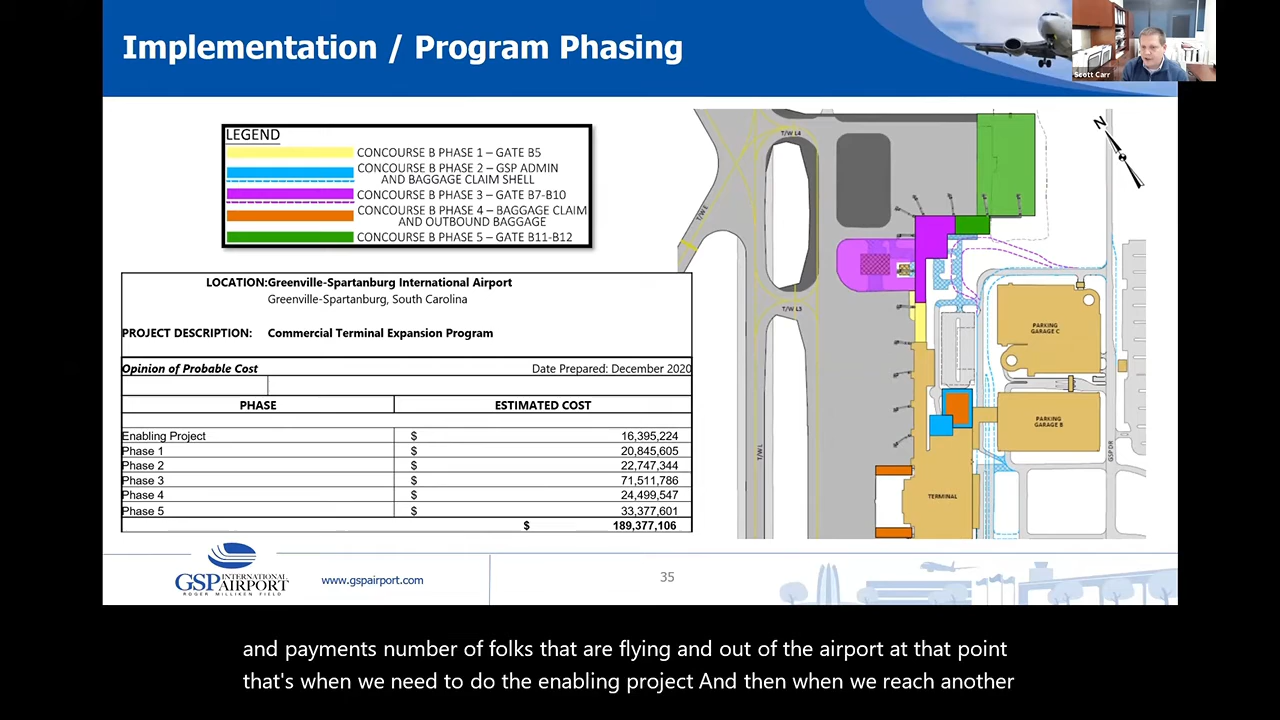 Implementation / Program Phasing
Scott Carr
LEGEND
CONCOURSE B PHASE 1 – GATE B5
CONCOURSE B PHASE 2 – GSP ADMIN
AND BAGGAGE CLAIM SHELL
CONCOURSE B PHASE 3 – GATE B7-B10
CONCOURSE B PHASE 4 – BAGGAGE CLAIM
AND OUTBOUND BAGGAGE
CONCOURSE B PHASE 5 – GATE B11-B12
LOCATION:Greenville-Spartanburg International Airport
Greenville-Spartanburg, South Carolina
PROJECT DESCRIPTION: Commercial Terminal Expansion Program
Opinion of Probable Cost Date Prepared: December 2020
PHASE ESTIMATED COST
Enabling Project $ 16,395,224
Phase 1 $ 20,845,605
Phase 2 $ 22,747,344
Phase 3 $ 71,511,786
Phase 4 $ 24,499,547
Phase 5 $ 33,377,601
$ 189,377,106
N
T/W L4
T/W L
T/W L3
T/W L
PARKING
GARAGE C
PARKING
GARAGE B
GSP DR
TERMINAL
GSP INTERNATIONAL
AIRPORT
ROGER MILLIKEN FIELD
www.gspairport.com
35
and payments number of folks that are flying and out of the airport at that point
that's when we need to do the enabling project And then when we reach another